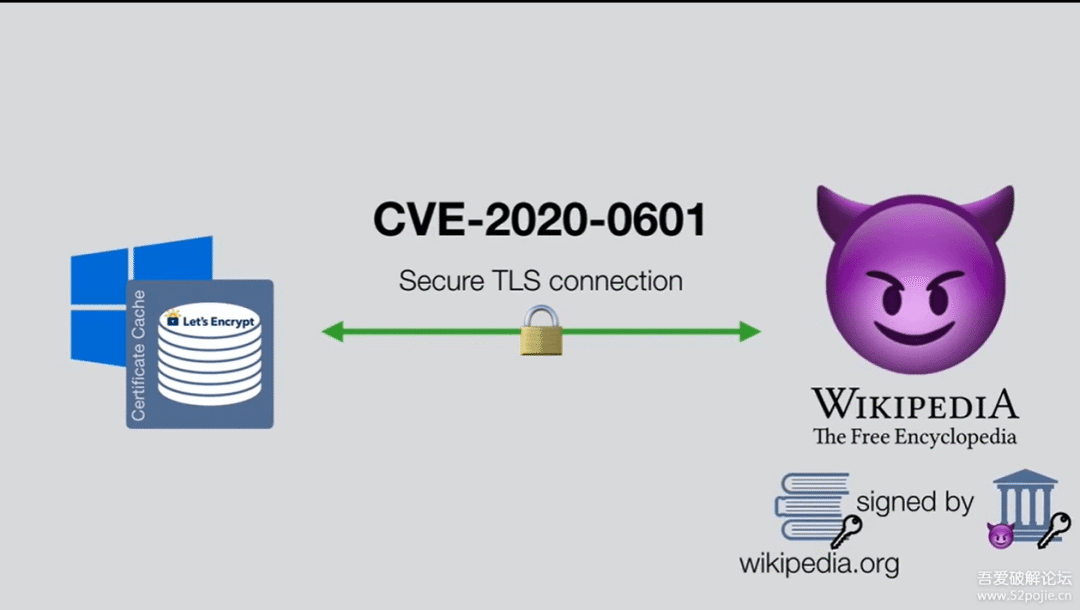 CVE-2020-0601
Secure TLS connection
Certificate Cache
Let's Encrypt
WIKIPEDIA
The Free Encyclopedia
signed by
wikipedia.org
吾爱破解论坛
www.52pojie.cn